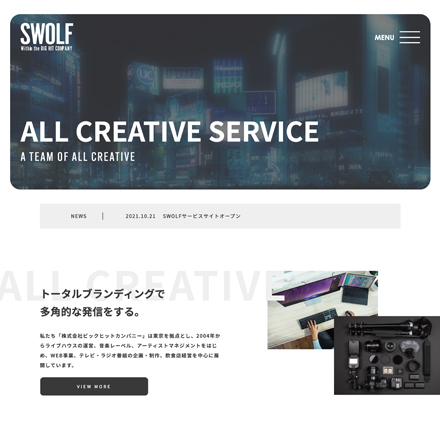 SWOLF
Within the BIG HIT COMPANY
MENU
ALL CREATIVE SERVICE
A TEAM OF ALL CREATIVE
NEWS
2021.10.21 SWOLFサービスサイトオープン
ALL CREATIVE
トータルブランディングで
多角的な発信をする。
私たち「株式会社ビックヒットカンパニー」は東京を拠点とし、2004年か
らライブハウスの運営、音楽レーベル、アーティストマネジメントをはじ
め、WEB事業、テレビ・ラジオ番組の企画・制作、飲食店経営を中心に展
開しています。
VIEW MORE